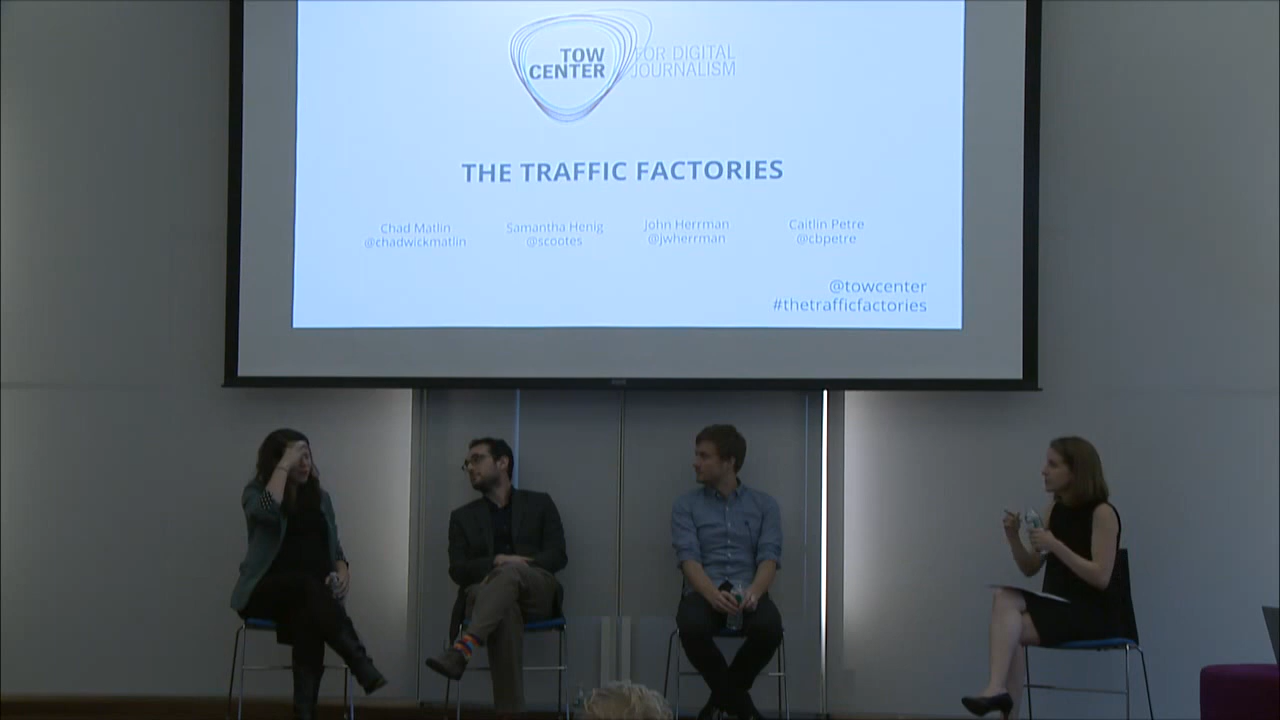 TOW
CENTER
FOR DIGITAL
JOURNALISM
THE TRAFFIC FACTORIES
Chad Matlin
@chadwickmatlin
Samantha Henig
@scootes
John Herrman
@jwherrman
Caitlin Petre
@cbpetre
@towcenter
#thetrafficfactories